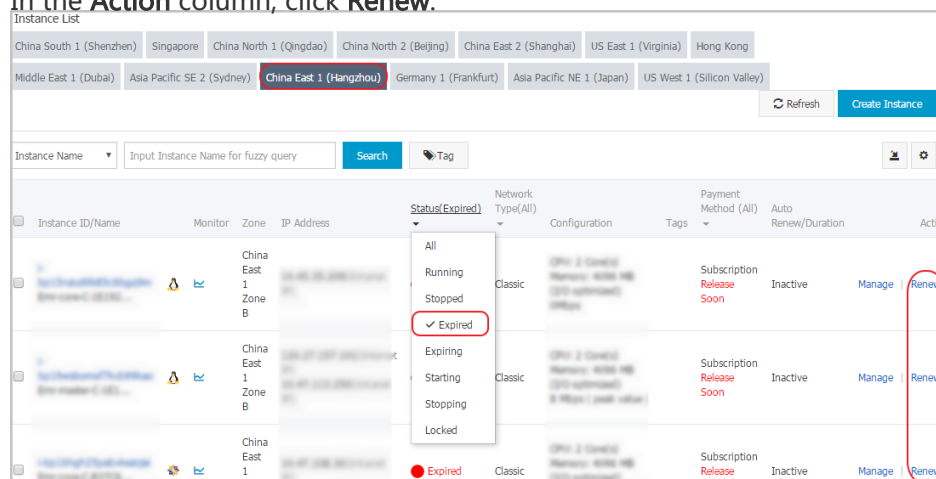 In the Action column, click Renew.
Instance List
China South 1 (Shenzhen) Singapore China North 1 (Qingdao) China North 2 (Beijing) China East 2 (Shanghai) US East 1 (Virginia) Hong Kong
Middle East 1 (Dubai) Asia Pacific SE 2 (Sydney) China East 1 (Hangzhou) Germany 1 (Frankfurt) Asia Pacific NE 1 (Japan) US West 1 (Silicon Valley)
Refresh Create Instance
Instance Name Input Instance Name for fuzzy query Search Tag
Network Payment
Status(Expired) Type(All) Method (All) Auto
Instance ID/Name Monitor Zone IP Address Configuration Tags Renew/Duration Acti
All
Running
Stopped
Expired
Expiring
Starting
Stopping
Locked
China
East
1
Zone
B
Classic
Subscription
Release
Soon
Inactive
Manage | Renew
China
East
1
Zone
B
Classic
Subscription
Release
Soon
Inactive
Manage | Renew
China
East
1
Expired
Classic
Subscription
Release
Inactive
Manage | Renew